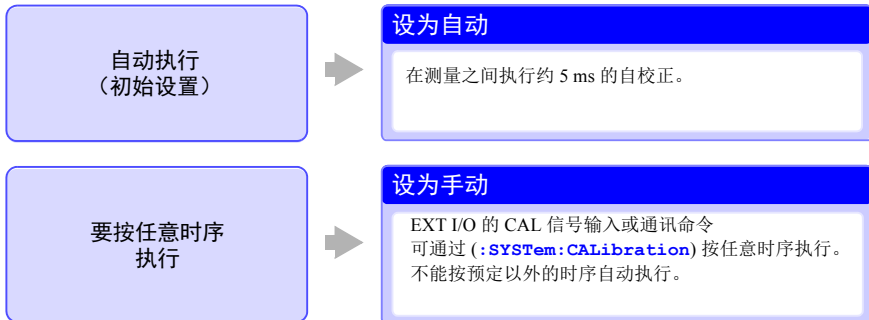 自动执行
（初始设置）
设为自动
在测量之间执行约 5 ms 的自校正。
要按任意时序
执行
设为手动
EXT I/O 的 CAL 信号输入或通讯命令
可通过 (:SYSTem:CALibration) 按任意时序执行。
不能按预定以外的时序自动执行。